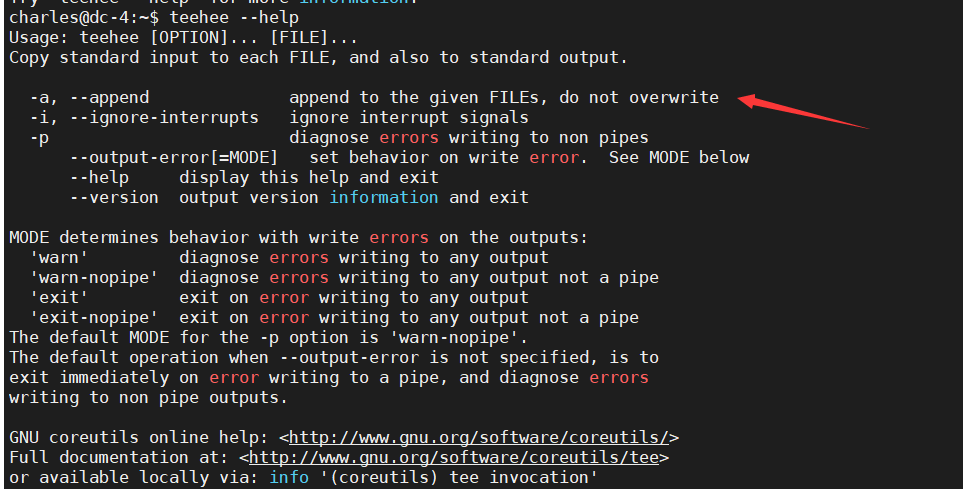 charles@dc-4:~$ teehee --help
Usage: teehee [OPTION]... [FILE]...
Copy standard input to each FILE, and also to standard output.
-a, --append append to the given FILEs, do not overwrite
-i, --ignore-interrupts ignore interrupt signals
-p diagnose errors writing to non pipes
--output-error[=MODE] set behavior on write error. See MODE below
--help display this help and exit
--version output version information and exit
MODE determines behavior with write errors on the outputs:
'warn' diagnose errors writing to any output
'warn-nopipe' diagnose errors writing to any output not a pipe
'exit' exit on error writing to any output
'exit-nopipe' exit on error writing to any output not a pipe
The default MODE for the -p option is 'warn-nopipe'.
The default operation when --output-error is not specified, is to
exit immediately on error writing to a pipe, and diagnose errors
writing to non pipe outputs.
GNU coreutils online help: <http://www.gnu.org/software/coreutils/>
Full documentation at: <http://www.gnu.org/software/coreutils/tee>
or available locally via: info '(coreutils) tee invocation'